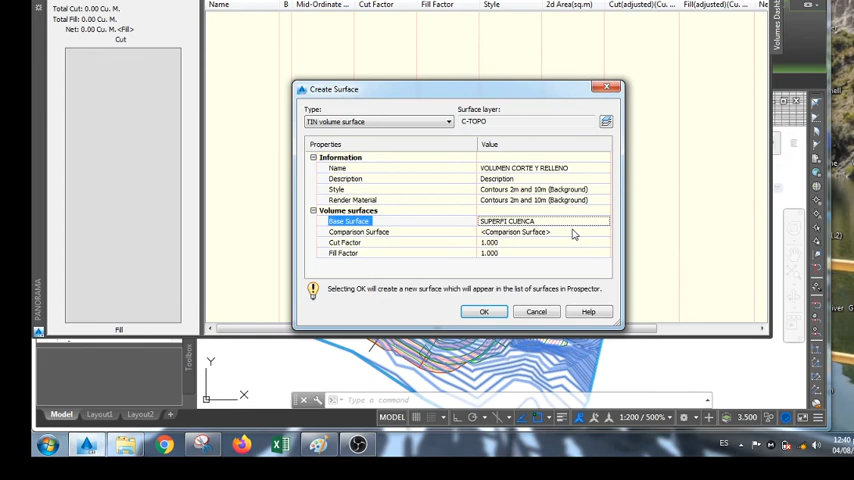 Total Cut: 0.00 Cu. M.
Total Fill: 0.00 Cu. M.
Net: 0.00 Cu. M.<Fill>
Cut
Fill
PANORAMA
Name B Mid-Ordinate ... Cut Factor Fill Factor Style 2d Area(sq.m) Cut(adjusted)(Cu. ... Fill(adjusted)(Cu. ... Ne
Volumes Dashb
Create Surface
Type: Surface layer:
TIN volume surface C-TOPO
Properties Value
Information
Name VOLUMEN CORTE Y RELLENO
Description Description
Style Contours 2m and 10m (Background)
Render Material Contours 2m and 10m (Background)
Volume surfaces
Base Surface SUPERFI CUENCA
Comparison Surface <Comparison Surface>
Cut Factor 1.000
Fill Factor 1.000
Selecting OK will create a new surface which will appear in the list of surfaces in Prospector.
OK Cancel Help
Toolbox
Y
X
Type a command
Model Layout1 Layout2 +
MODEL 1:200 / 500% 3.500
ES 12:40
04/08/